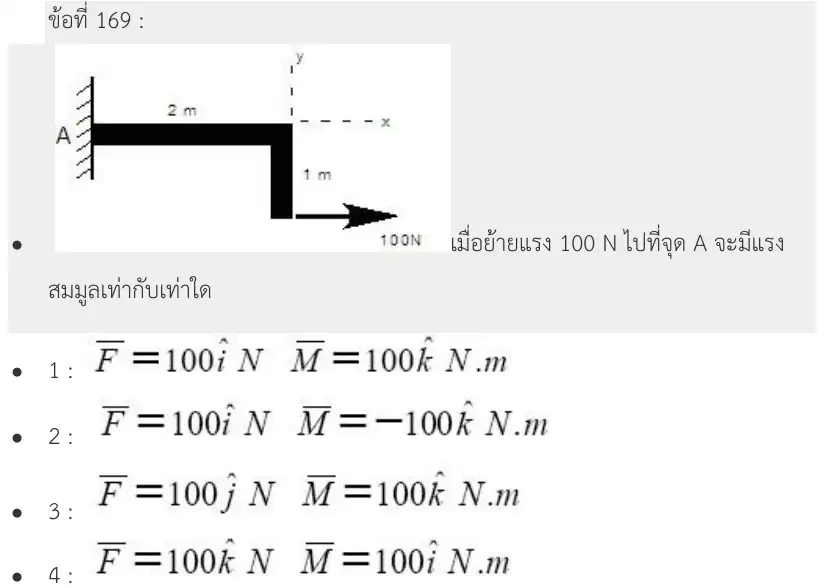 ข้อที่ 169 :
y
2 m
x
A
1 m
100N
เมื่อย้ายแรง 100 N ไปที่จุด A จะมีแรง
สมมูลเท่ากับเท่าใด
1 : F̅ = 100î N M̅ = 100k̂ N.m
2 : F̅ = 100î N M̅ = −100k̂ N.m
3 : F̅ = 100ĵ N M̅ = 100k̂ N.m
4 : F̅ = 100k̂ N M̅ = 100î N.m